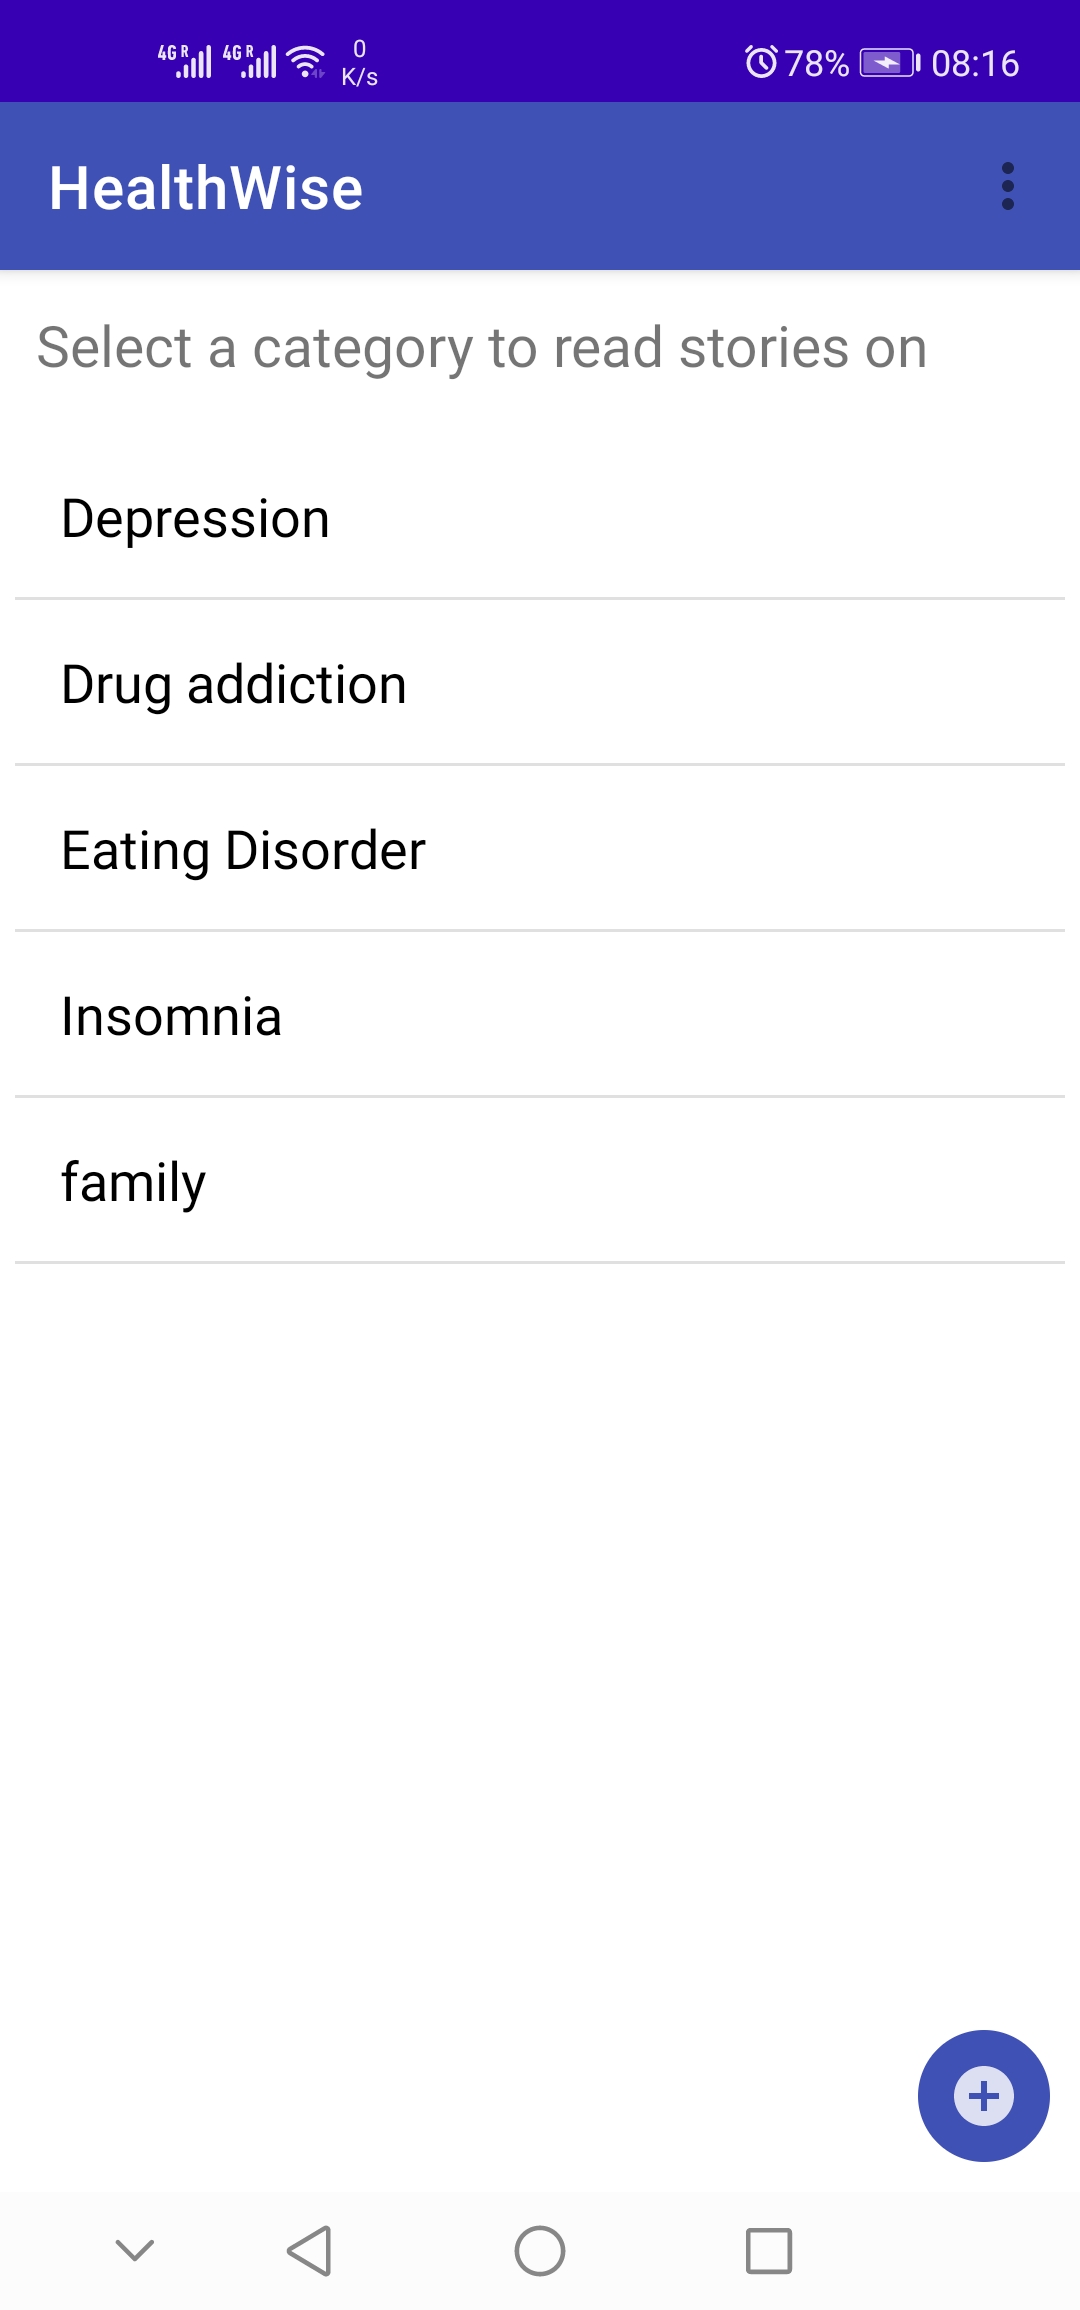 4G R 4G R 0 K/s 78% 08:16
HealthWise
Select a category to read stories on
Depression
Drug addiction
Eating Disorder
Insomnia
family